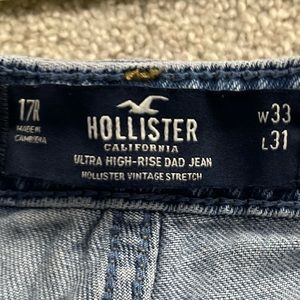 17R
MADE IN
CAMBODIA
HOLLISTER
CALIFORNIA
ULTRA HIGH-RISE DAD JEAN
HOLLISTER VINTAGE STRETCH
W33
L31